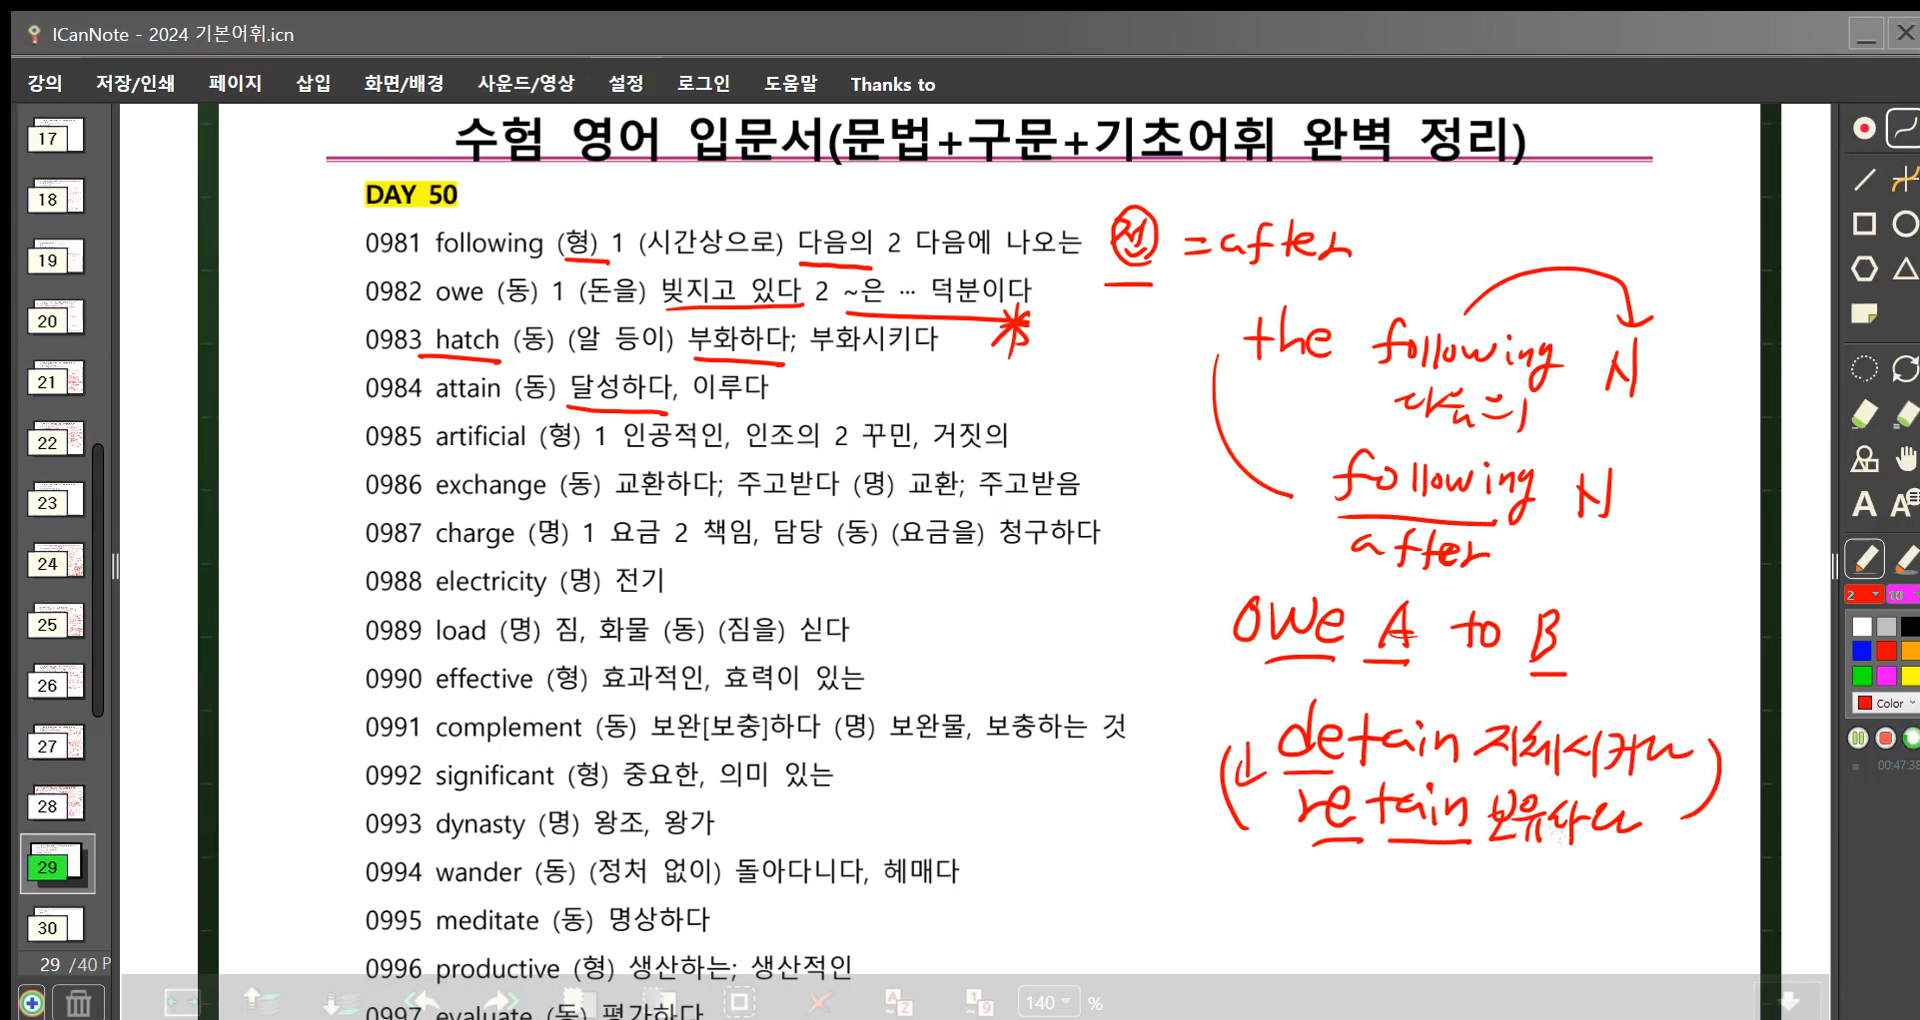 ICanNote - 2024 기본어휘.icn
강의 저장/인쇄 페이지 삽입 화면/배경 사운드/영상 설정 로그인 도움말 Thanks to
수험 영어 입문서(문법+구문+기초어휘 완벽 정리)
DAY 50
0981 following (형) 1 (시간상으로) 다음의 2 다음에 나오는
전 = after
0982 owe (동) 1 (돈을) 빚지고 있다 2 ~은 ··· 덕분이다
0983 hatch (동) (알 등이) 부화하다; 부화시키다
the following N
다음의
0984 attain (동) 달성하다, 이루다
0985 artificial (형) 1 인공적인, 인조의 2 꾸민, 거짓의
0986 exchange (동) 교환하다; 주고받다 (명) 교환; 주고받음
following N
after
0987 charge (명) 1 요금 2 책임, 담당 (동) (요금을) 청구하다
0988 electricity (명) 전기
0989 load (명) 짐, 화물 (동) (짐을) 싣다
owe A to B
0990 effective (형) 효과적인, 효력이 있는
0991 complement (동) 보완[보충]하다 (명) 보완물, 보충하는 것
detain 지체시키다
0992 significant (형) 중요한, 의미 있는
retain 보유하다
0993 dynasty (명) 왕조, 왕가
0994 wander (동) (정처 없이) 돌아다니다, 헤매다
0995 meditate (동) 명상하다
0996 productive (형) 생산하는; 생산적인
0997 evaluate (동) 평가하다
17
18
19
20
21
22
23
24
25
26
27
28
29
30
29 /40 P
140 %
2
10
Color
00:47:38